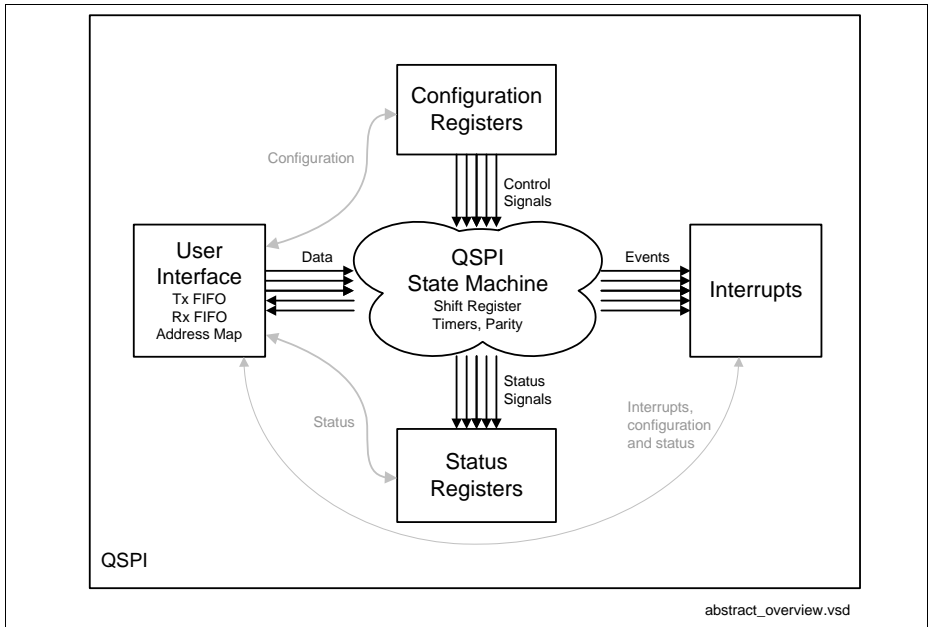 Configuration
Registers
Configuration
Control
Signals
User
Interface
Tx FIFO
Rx FIFO
Address Map
Data
QSPI
State Machine
Shift Register
Timers, Parity
Events
Interrupts
Status
Signals
Status
Interrupts,
configuration
and status
Status
Registers
QSPI
abstract_overview.vsd